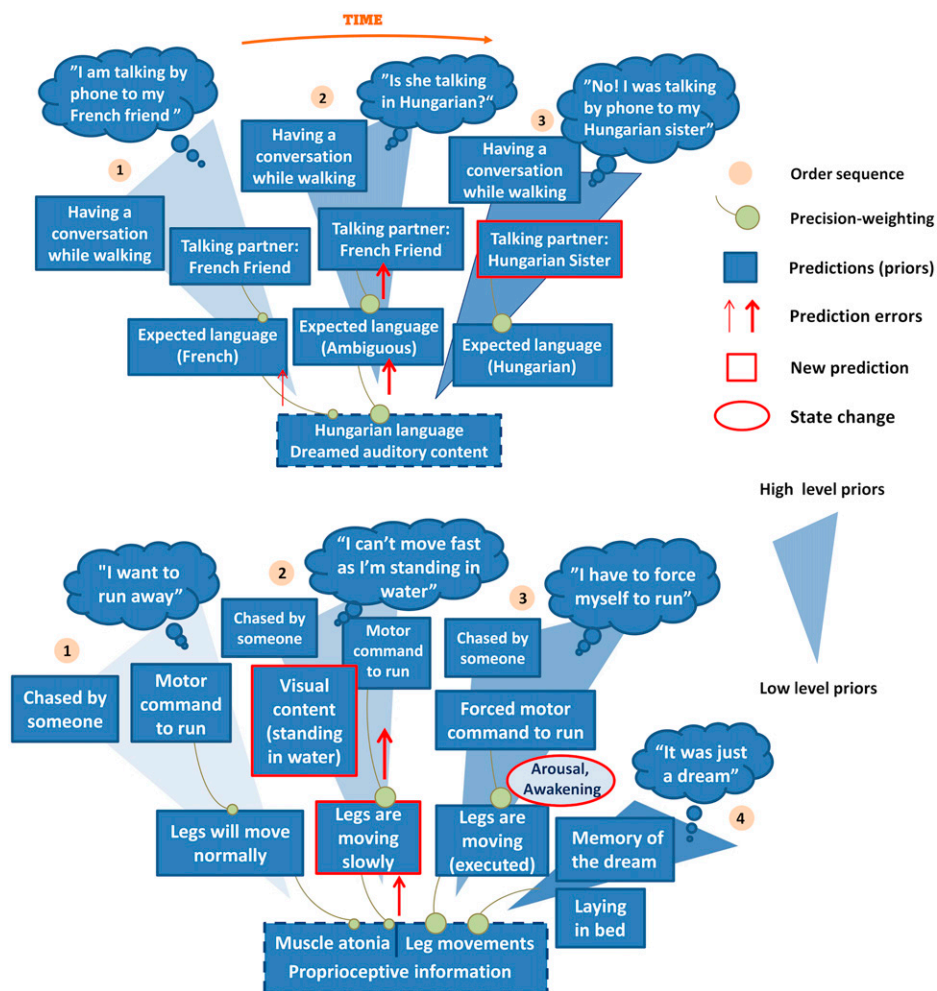 TIME
"I am talking by
phone to my
French friend "
1
Having a
conversation
while walking
Talking partner:
French Friend
Expected language
(French)
2
"Is she talking
in Hungarian?"
Having a
conversation
while walking
Talking partner:
French Friend
Expected language
(Ambiguous)
3
"No! I was talking
by phone to my
Hungarian sister"
Having a
conversation
while walking
Talking partner:
Hungarian Sister
Expected language
(Hungarian)
Hungarian language
Dreamed auditory content
Order sequence
Precision-weighting
Predictions (priors)
Prediction errors
New prediction
State change
High level priors
Low level priors
1
"I want to
run away"
Chased by
someone
Motor
command
to run
Legs will move
normally
2
"I can't move fast
as I'm standing in
water"
Chased by
someone
Motor
command
to run
Visual
content
(standing
in water)
Legs are
moving
slowly
3
"I have to force
myself to run"
Chased by
someone
Forced motor
command to run
Arousal,
Awakening
Legs are
moving
(executed)
4
"It was just
a dream"
Memory of
the dream
Laying
in bed
Muscle atonia
Leg movements
Proprioceptive information